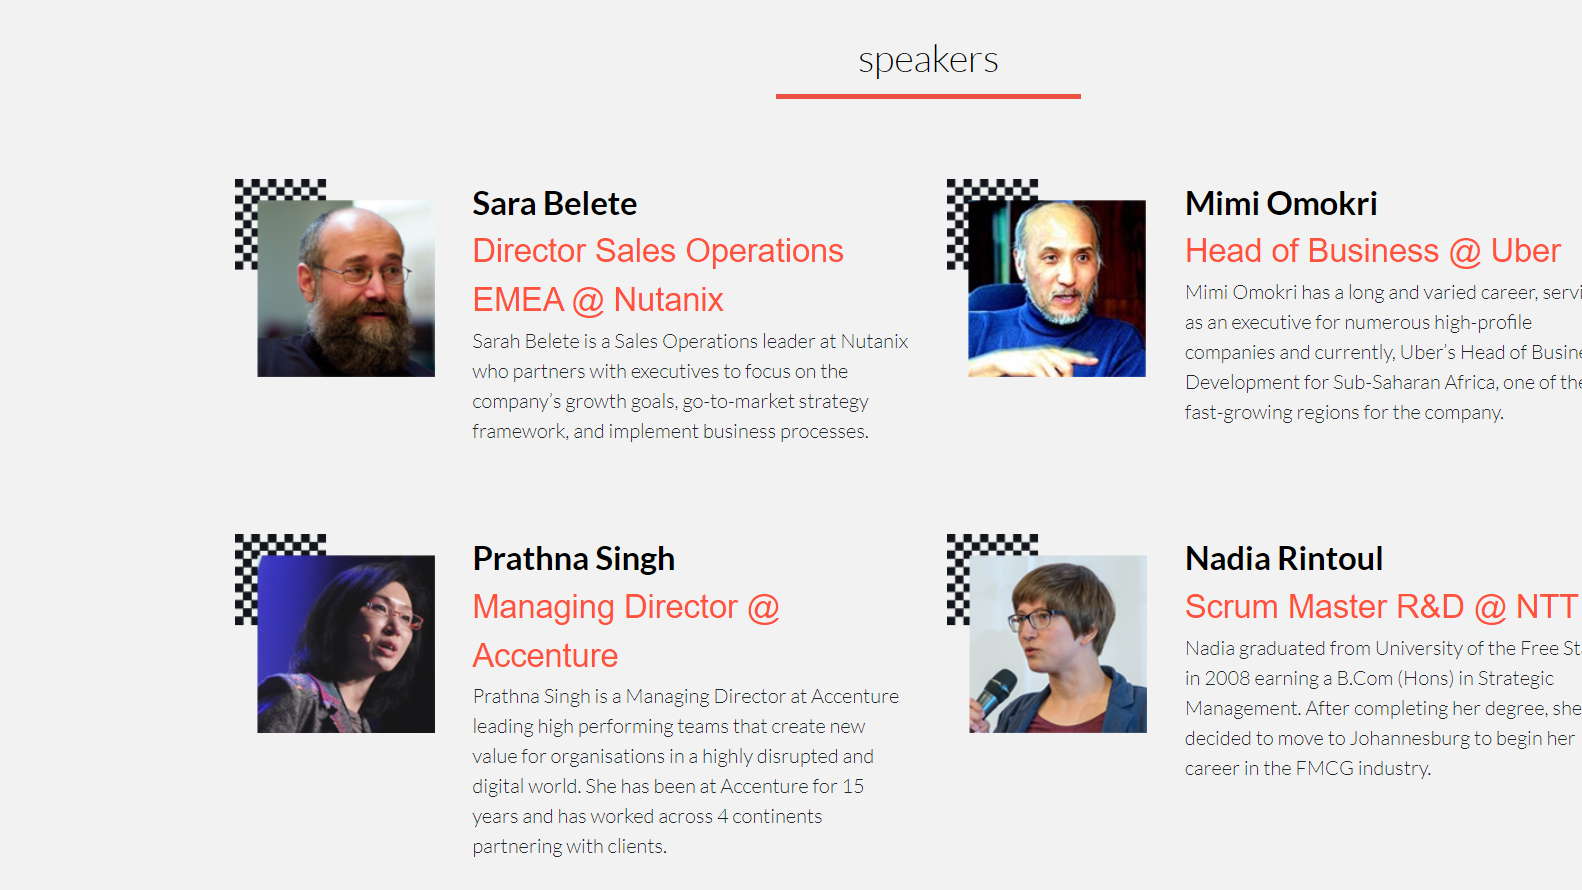 speakers
Sara Belete
Director Sales Operations
EMEA @ Nutanix
Sarah Belete is a Sales Operations leader at Nutanix
who partners with executives to focus on the
company’s growth goals, go-to-market strategy
framework, and implement business processes.
Mimi Omokri
Head of Business @ Uber
Mimi Omokri has a long and varied career, servi
as an executive for numerous high-profile
companies and currently, Uber’s Head of Busine
Development for Sub-Saharan Africa, one of the
fast-growing regions for the company.
Prathna Singh
Managing Director @
Accenture
Prathna Singh is a Managing Director at Accenture
leading high performing teams that create new
value for organisations in a highly disrupted and
digital world. She has been at Accenture for 15
years and has worked across 4 continents
partnering with clients.
Nadia Rintoul
Scrum Master R&D @ NTT
Nadia graduated from University of the Free St
in 2008 earning a B.Com (Hons) in Strategic
Management. After completing her degree, she
decided to move to Johannesburg to begin her
career in the FMCG industry.